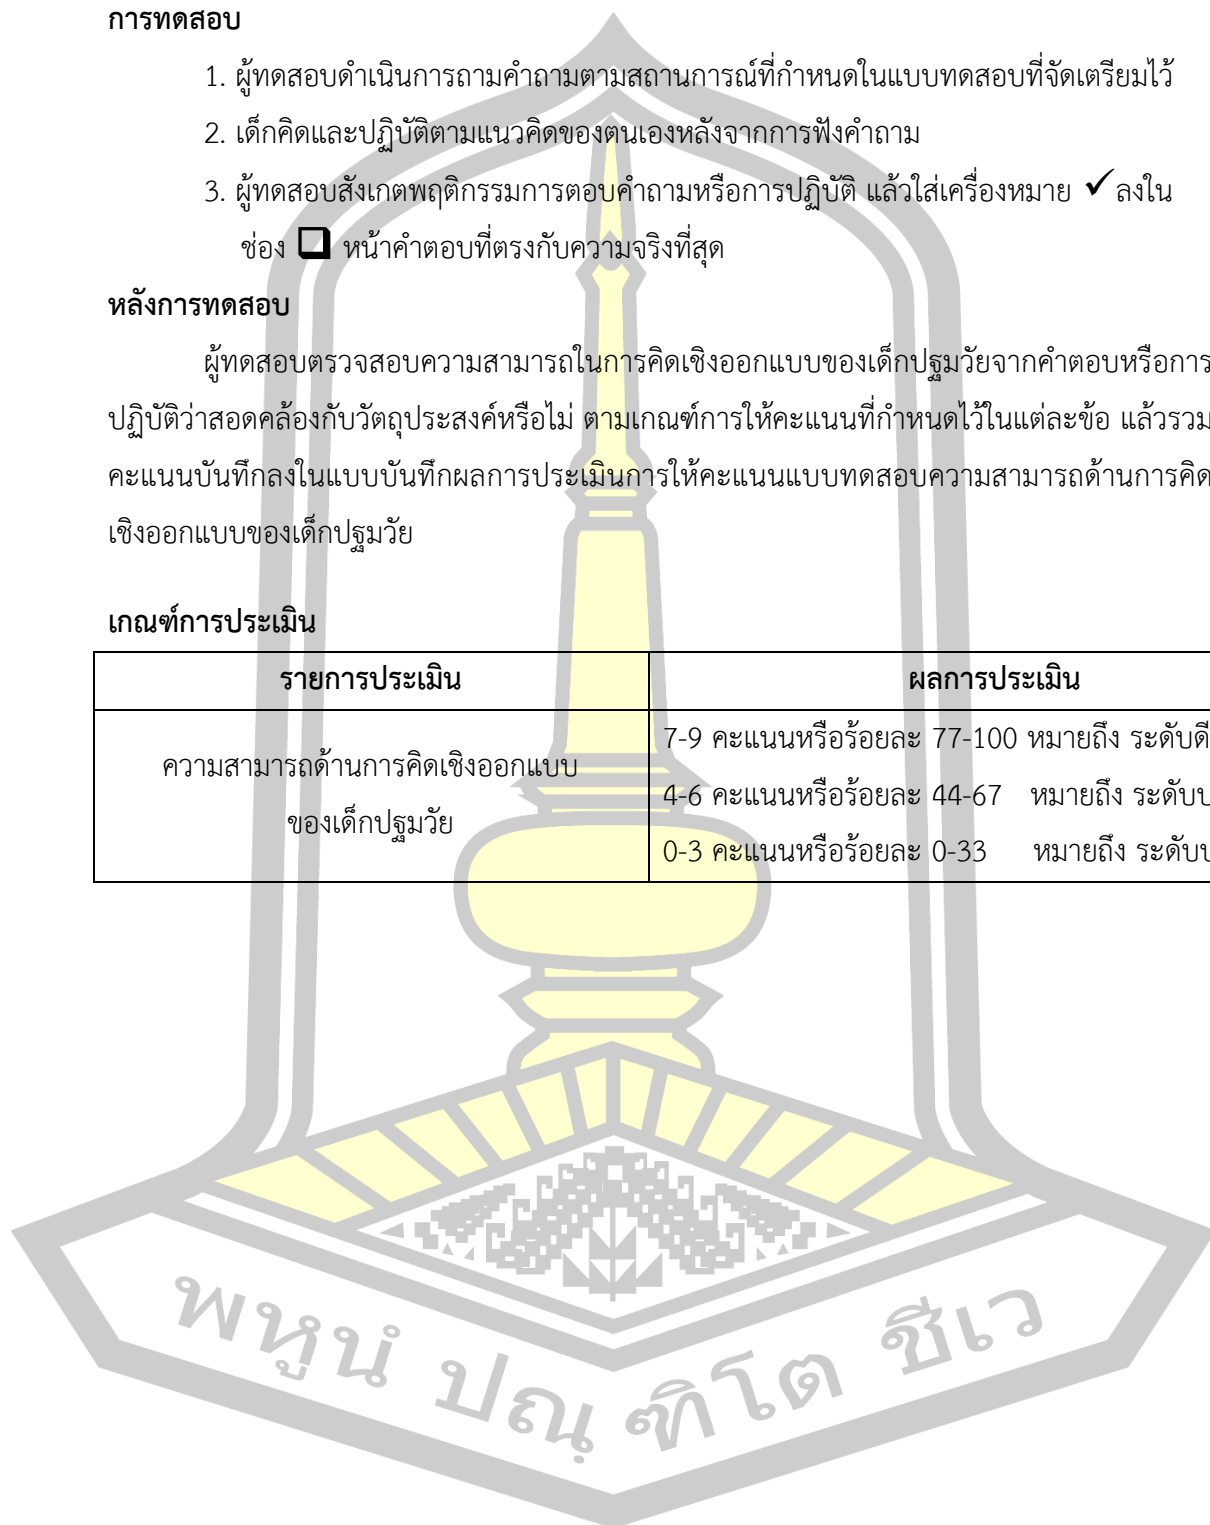 การทดสอบ
1. ผู้ทดสอบดำเนินการถามคำถามตามสถานการณ์ที่กำหนดในแบบทดสอบที่จัดเตรียมไว้
2. เด็กคิดและปฏิบัติตามแนวคิดของตนเองหลังจากการฟังคำถาม
3. ผู้ทดสอบสังเกตพฤติกรรมการตอบคำถามหรือการปฏิบัติ แล้วใส่เครื่องหมาย ✓ ลงใน
ช่อง ❑ หน้าคำตอบที่ตรงกับความจริงที่สุด
หลังการทดสอบ
ผู้ทดสอบตรวจสอบความสามารถในการคิดเชิงออกแบบของเด็กปฐมวัยจากคำตอบหรือการ
ปฏิบัติว่าสอดคล้องกับวัตถุประสงค์หรือไม่ ตามเกณฑ์การให้คะแนนที่กำหนดไว้ในแต่ละข้อ แล้วรวม
คะแนนบันทึกลงในแบบบันทึกผลการประเมินการให้คะแนนแบบทดสอบความสามารถด้านการคิด
เชิงออกแบบของเด็กปฐมวัย
เกณฑ์การประเมิน
รายการประเมิน
ผลการประเมิน
ความสามารถด้านการคิดเชิงออกแบบ
ของเด็กปฐมวัย
7-9 คะแนนหรือร้อยละ 77-100 หมายถึง ระดับดี
4-6 คะแนนหรือร้อยละ 44-67 หมายถึง
0-3 คะแนนหรือร้อยละ 0-33 หมายถึง
พหูนํ ปณฺฑิโต ชีเว